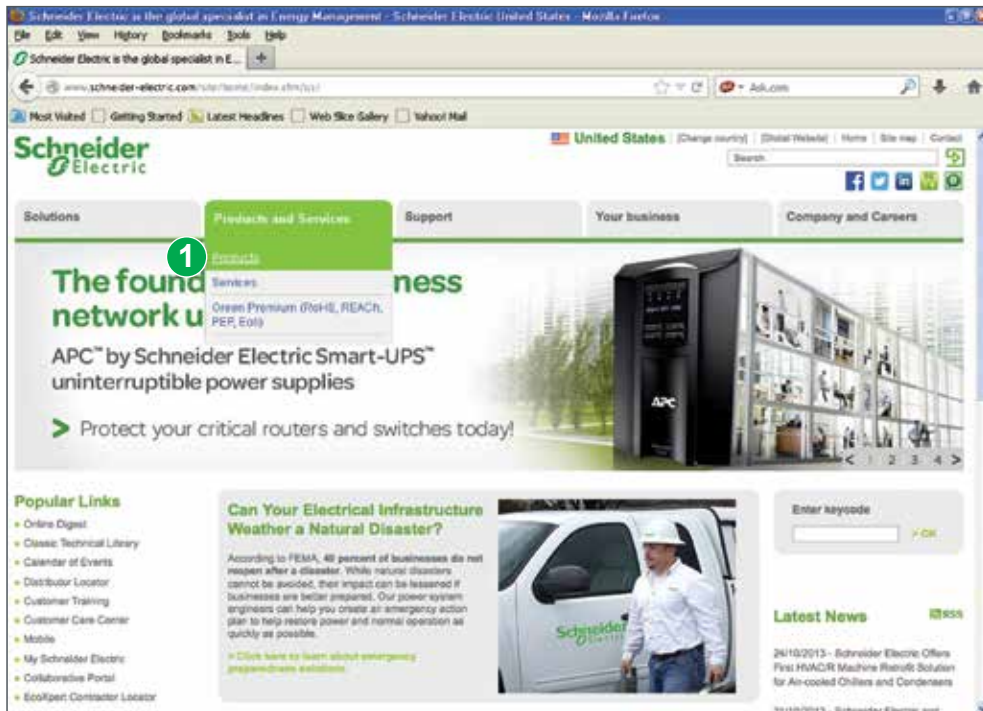 Schneider Electric is the global specialist in Energy Management - Schneider Electric United States - Mozilla Firefox
File Edit View History Bookmarks Tools Help
Schneider Electric is the global specialist in E...
www.schneider-electric.com/site/home/index.cfm/us/
Ask.com
Most Visited Getting Started Latest Headlines Web Slice Gallery Yahoo! Mail
Schneider Electric
United States [Change country] [Global Website] Home Site map Contact
Search
Solutions
Products and Services
Support
Your business
Company and Careers
1
Products
Services
Green Premium (RoHS, REACh, PEP, Eoli)
The found ness
network u
APC™ by Schneider Electric Smart-UPS™
uninterruptible power supplies
> Protect your critical routers and switches today!
APC
< 1 2 3 4 >
Popular Links
Online Digest
Classic Technical Library
Calendar of Events
Distributor Locator
Customer Training
Customer Care Center
Mobile
My Schneider Electric
Collaborative Portal
EcoXpert Contractor Locator
Can Your Electrical Infrastructure
Weather a Natural Disaster?
According to FEMA, 40 percent of businesses do not
reopen after a disaster. While natural disasters
cannot be avoided, their impact can be lessened if
businesses are better prepared. Our power system
engineers can help you create an emergency action
plan to help restore power and normal operation as
quickly as possible.
> Click here to learn about emergency
preparedness solutions.
Schneider Electric
Enter keycode
> OK
Latest News
RSS
24/10/2013 - Schneider Electric Offers
First HVAC/R Machine Retrofit Solution
for Air-cooled Chillers and Condensers
Schneider Electric and